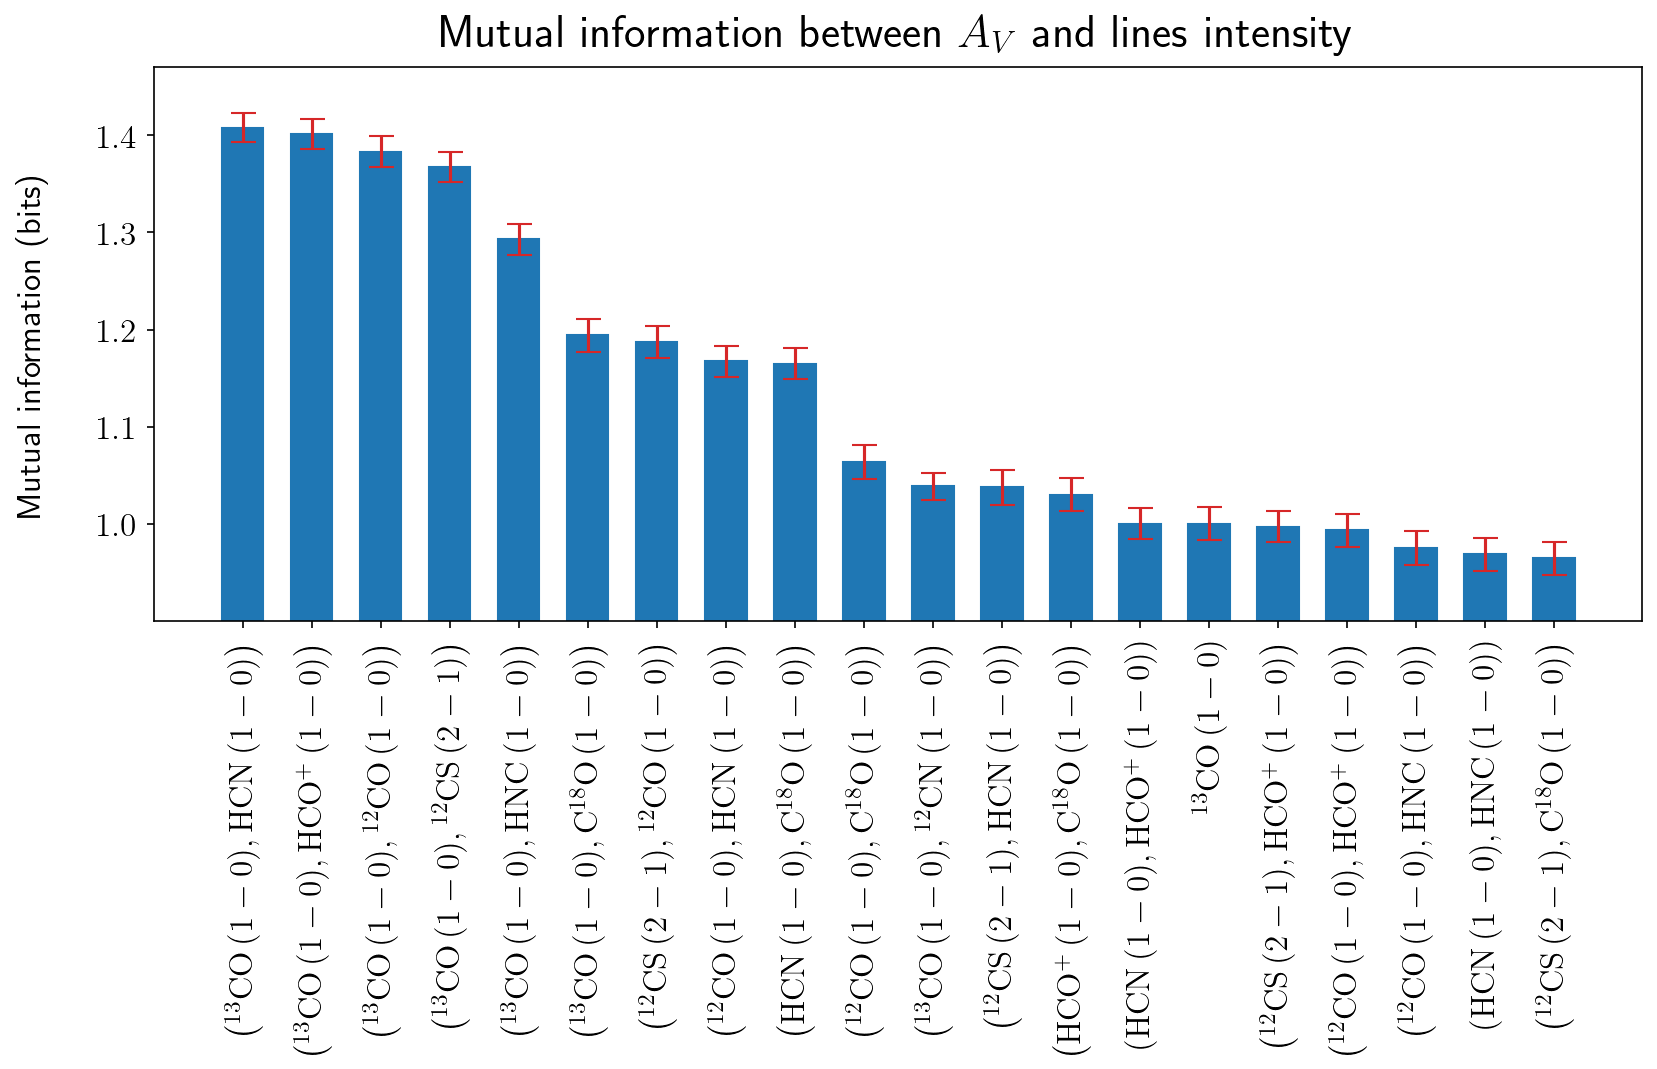 Mutual information between A_V and lines intensity
Mutual information (bits)
1.4
1.3
1.2
1.1
1.0
(¹³CO (1 − 0), HCN (1 − 0))
(¹³CO (1 − 0), HCO⁺ (1 − 0))
(¹³CO (1 − 0), ¹²CO (1 − 0))
(¹³CO (1 − 0), ¹²CS (2 − 1))
(¹³CO (1 − 0), HNC (1 − 0))
(¹³CO (1 − 0), C¹⁸O (1 − 0))
(¹²CS (2 − 1), ¹²CO (1 − 0))
(¹²CO (1 − 0), HCN (1 − 0))
(HCN (1 − 0), C¹⁸O (1 − 0))
(¹²CO (1 − 0), C¹⁸O (1 − 0))
(¹³CO (1 − 0), ¹²CN (1 − 0))
(¹²CS (2 − 1), HCN (1 − 0))
(HCO⁺ (1 − 0), C¹⁸O (1 − 0))
(HCN (1 − 0), HCO⁺ (1 − 0))
¹³CO (1 − 0)
(¹²CS (2 − 1), HCO⁺ (1 − 0))
(¹²CO (1 − 0), HCO⁺ (1 − 0))
(¹²CO (1 − 0), HNC (1 − 0))
(HCN (1 − 0), HNC (1 − 0))
(¹²CS (2 − 1), C¹⁸O (1 − 0))